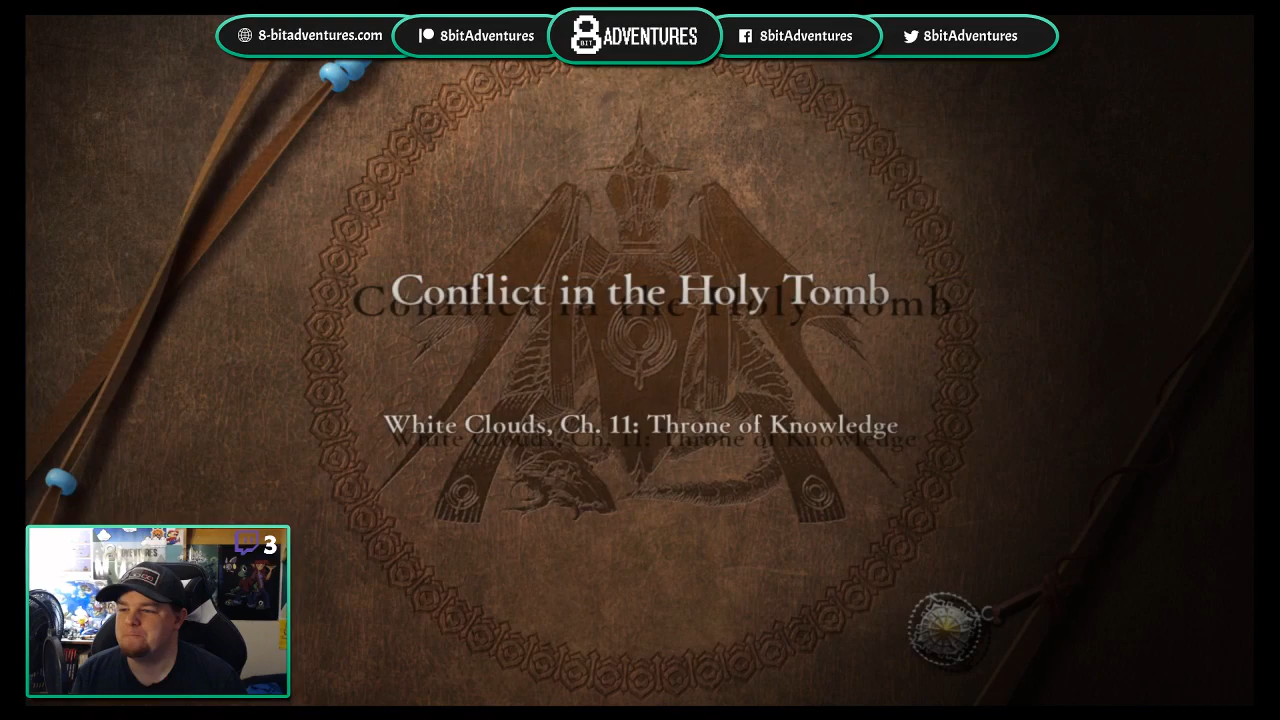 8-bitadventures.com
8bitAdventures
8 BIT ADVENTURES
8bitAdventures
8bitAdventures
Conflict in the Holy Tomb
White Clouds, Ch. 11: Throne of Knowledge
3